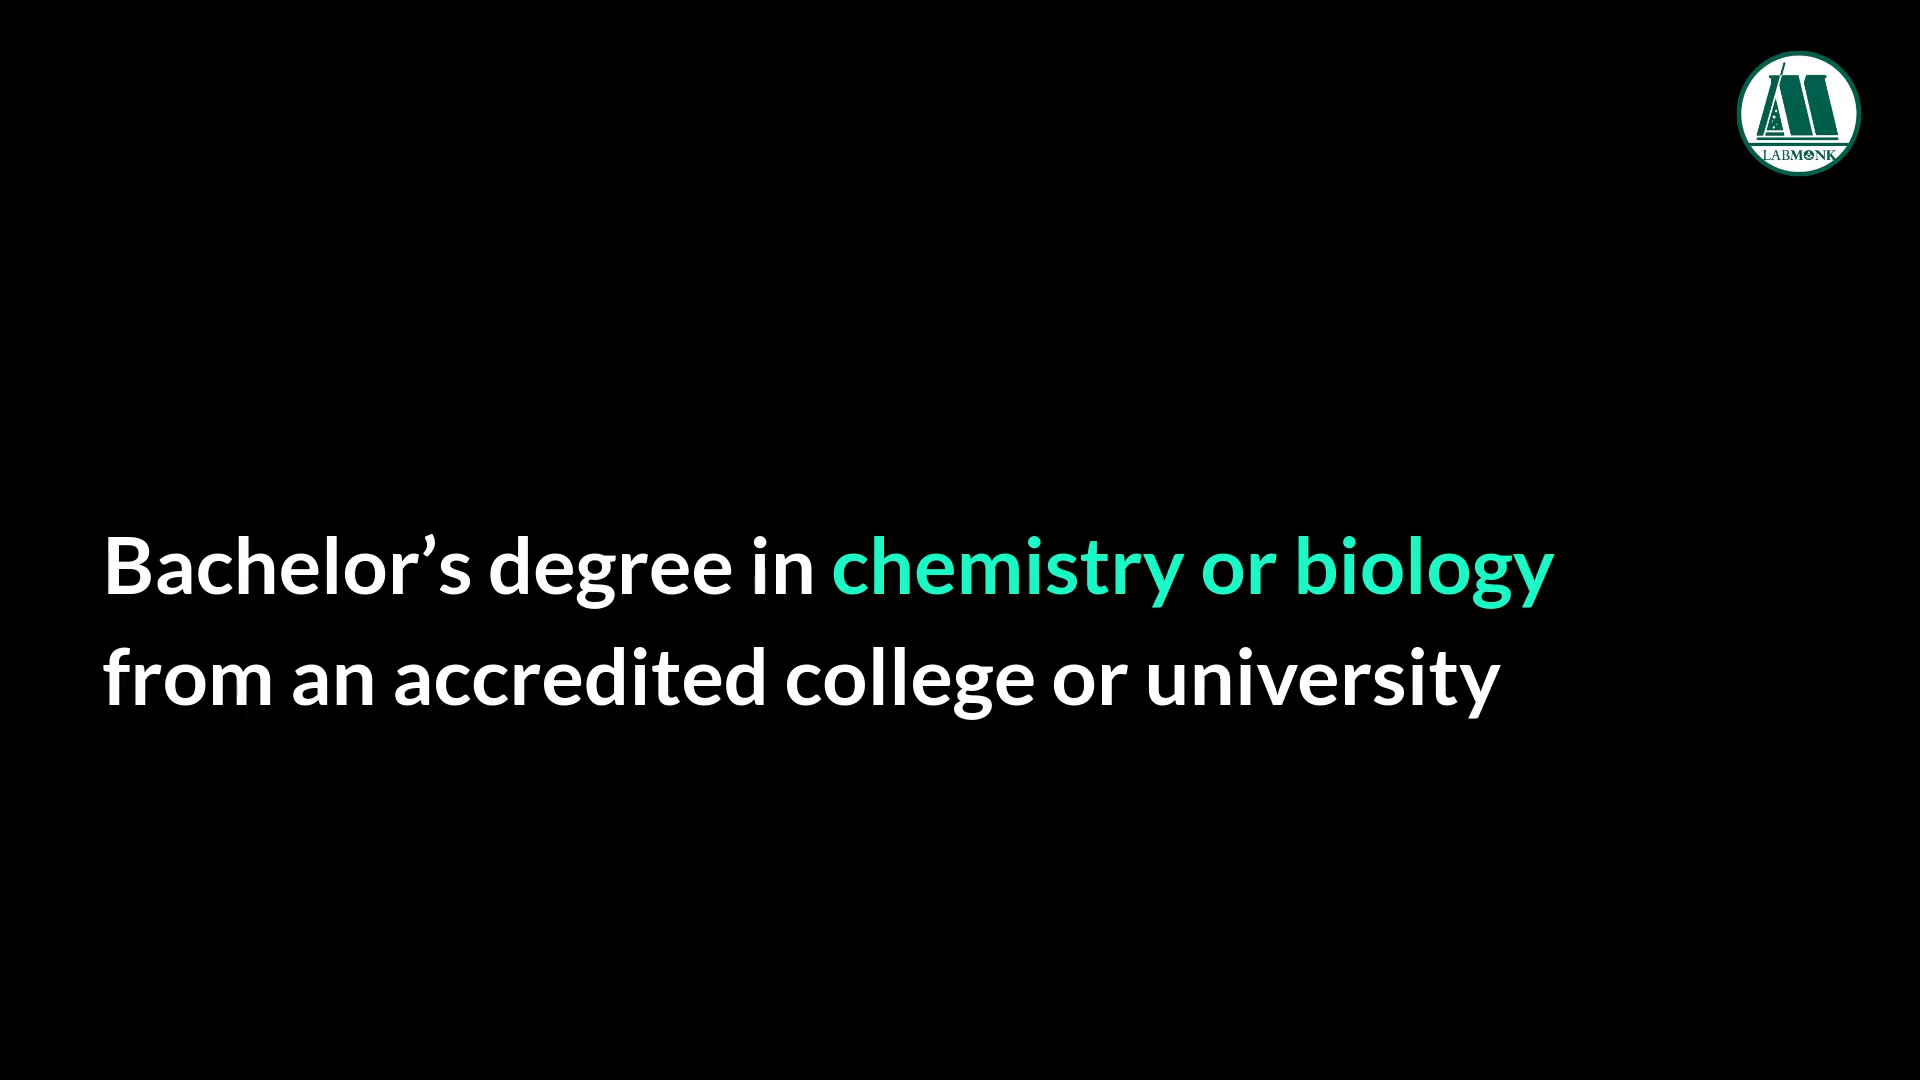 LABMONK
Bachelor’s degree in chemistry or biology
from an accredited college or university